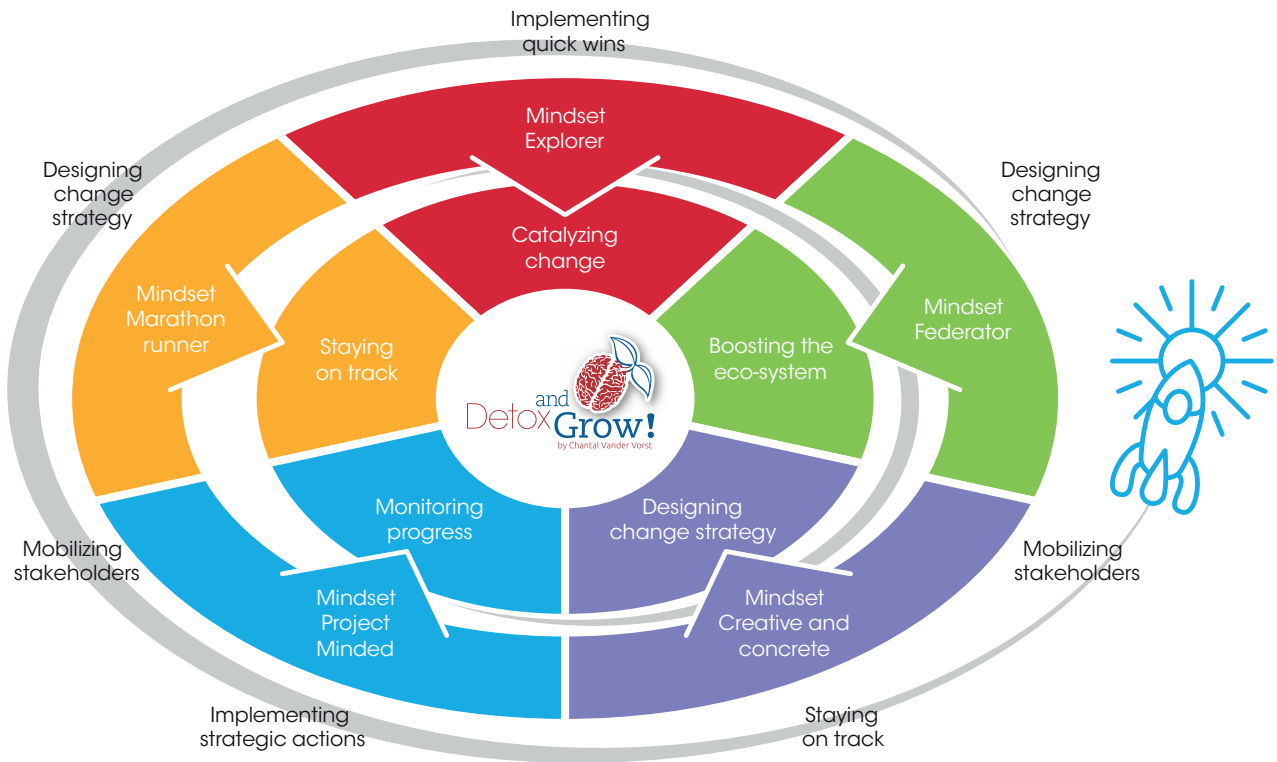 Implementing
quick wins
Mindset
Explorer
Designing
change
strategy
Designing
change
strategy
Catalyzing
change
Mindset
Marathon
runner
Mindset
Federator
Staying
on track
Boosting the
eco-system
and
Detox Grow!
by Chantal Vander Vorst
Monitoring
progress
Designing
change strategy
Mobilizing
stakeholders
Mobilizing
stakeholders
Mindset
Project
Minded
Mindset
Creative and
concrete
Implementing
strategic actions
Staying
on track